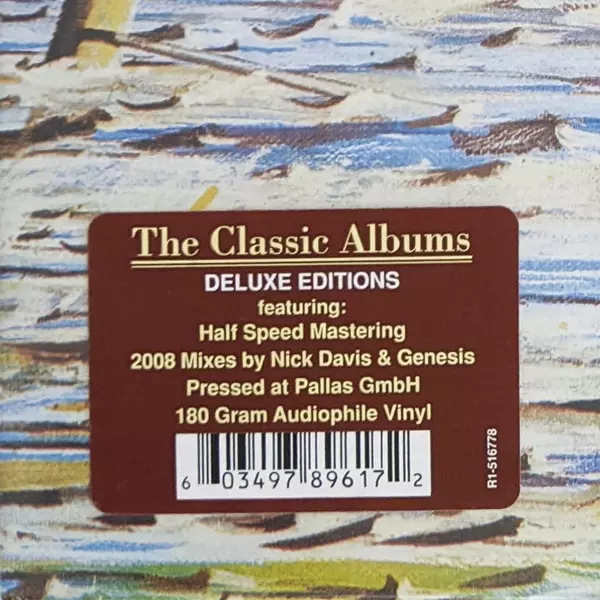 The Classic Albums
DELUXE EDITIONS
featuring:
Half Speed Mastering
2008 Mixes by Nick Davis & Genesis
Pressed at Pallas GmbH
180 Gram Audiophile Vinyl
6 03497 89617 2
R1-516778